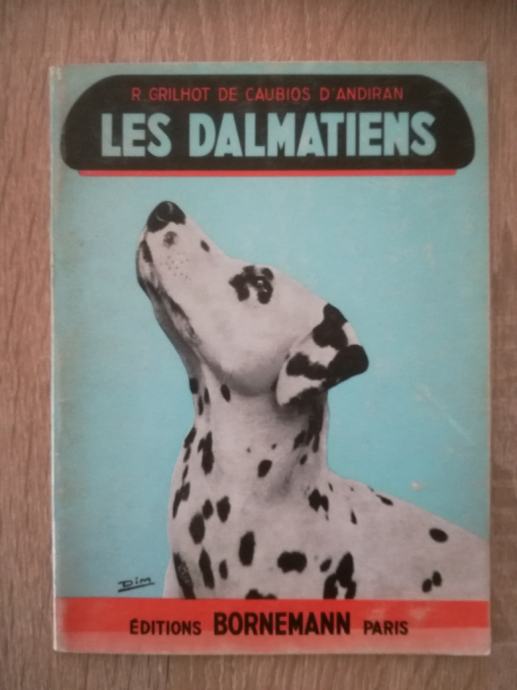 R. GRILHOT DE CAUBIOS D'ANDIRAN
LES DALMATIENS
DIM
ÉDITIONS BORNEMANN PARIS